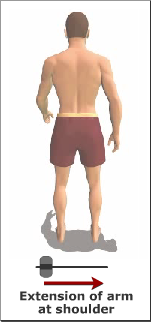 Extension of arm
at shoulder